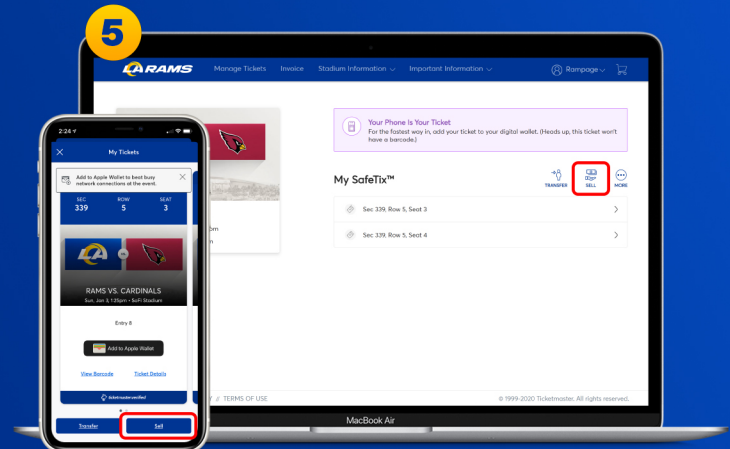 5
RAMS
Manage Tickets Invoice Stadium Information Important Information Rampage
Your Phone Is Your Ticket
For the fastest way in, add your ticket to your digital wallet. (Heads up, this ticket won't
have a barcode.)
My SafeTix™
TRANSFER SELL MORE
Sec 339, Row 5, Seat 3
Sec 339, Row 5, Seat 4
// TERMS OF USE
© 1999-2020 Ticketmaster. All rights reserved.
MacBook Air
2:24
My Tickets
Add to Apple Wallet to beat busy
network connections at the event.
SEC ROW SEAT
339 5 3
VS
RAMS VS. CARDINALS
Sun, Jan 3, 1:25pm • SoFi Stadium
Entry 8
Add to Apple Wallet
View Barcode Ticket Details
ticketmaster verified
Transfer Sell